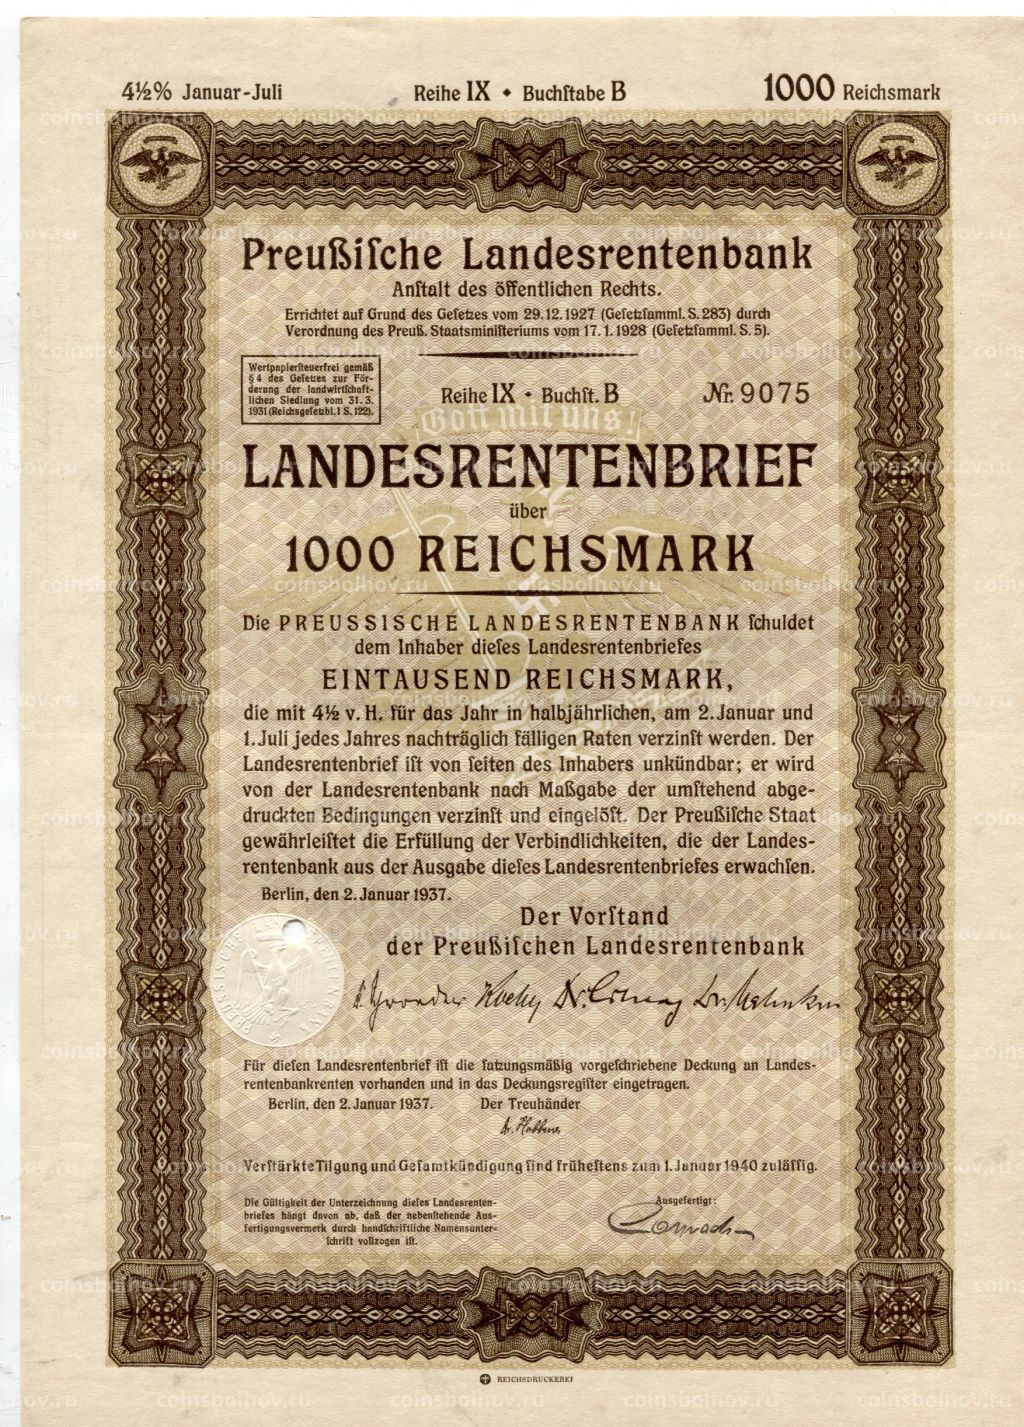 4½% Januar-Juli Reihe IX ◆ Buchſtabe B 1000 Reichsmark
Preußiſche Landesrentenbank
Anſtalt des öffentlichen Rechts.
Errichtet auf Grund des Geſetzes vom 29.12.1927 (Geſetzſamml. S. 283) durch
Verordnung des Preuß. Staatsminiſteriums vom 17.1.1928 (Geſetzſamml. S. 5).
Wertpapierſteuerfrei gemäß
§ 4 des Geſetzes zur För-
derung der landwirtſchaft-
lichen Siedlung vom 31. 3.
1931 (Reichsgeſetzbl. I S. 122).
Reihe IX ◆ Buchſt. B Nr. 9075
Gott mit uns!
LANDESRENTENBRIEF
über
1000 REICHSMARK
Die PREUSSISCHE LANDESRENTENBANK ſchuldet
dem Inhaber dieſes Landesrentenbriefes
EINTAUSEND REICHSMARK,
die mit 4½ v. H. für das Jahr in halbjährlichen, am 2. Januar und
1. Juli jedes Jahres nachträglich fälligen Raten verzinſt werden. Der
Landesrentenbrief iſt von ſeiten des Inhabers unkündbar; er wird
von der Landesrentenbank nach Maßgabe der umſtehend abge-
druckten Bedingungen verzinſt und eingelöſt. Der Preußiſche Staat
gewährleiſtet die Erfüllung der Verbindlichkeiten, die der Landes-
rentenbank aus der Ausgabe dieſes Landesrentenbriefes erwachſen.
Berlin, den 2. Januar 1937.
Der Vorſtand
der Preußiſchen Landesrentenbank
Für dieſen Landesrentenbrief iſt die ſatzungsmäßig vorgeſchriebene Deckung an Landes-
rentenbankrenten vorhanden und in das Deckungsregiſter eingetragen.
Berlin, den 2. Januar 1937. Der Treuhänder
Verſtärkte Tilgung und Geſamtkündigung ſind früheſtens zum 1. Januar 1940 zuläſſig.
Die Gültigkeit der Unterzeichnung dieſes Landesrenten-
briefes hängt davon ab, daß der nebenſtehende Aus-
fertigungsvermerk durch handſchriftliche Namensunter-
ſchrift vollzogen iſt.
Ausgefertigt:
REICHSDRUCKEREI
coinsbolhov.ru